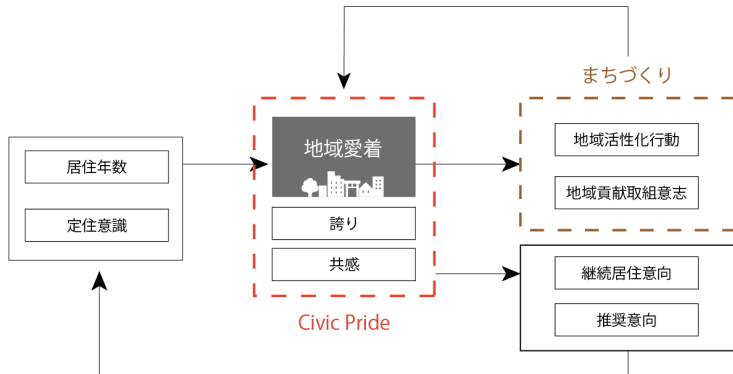 まちづくり
地域愛着
地域活性化行動
居住年数
地域貢献取組意志
定住意識
誇り
共感
継続居住意向
Civic Pride
推奨意向